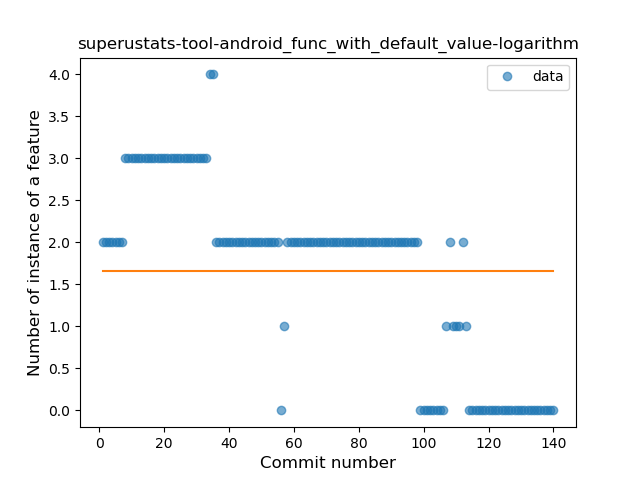 superustats-tool-android_func_with_default_value-logarithm
data
Number of instance of a feature
4.0
3.5
3.0
2.5
2.0
1.5
1.0
0.5
0.0
0 20 40 60 80 100 120 140
Commit number